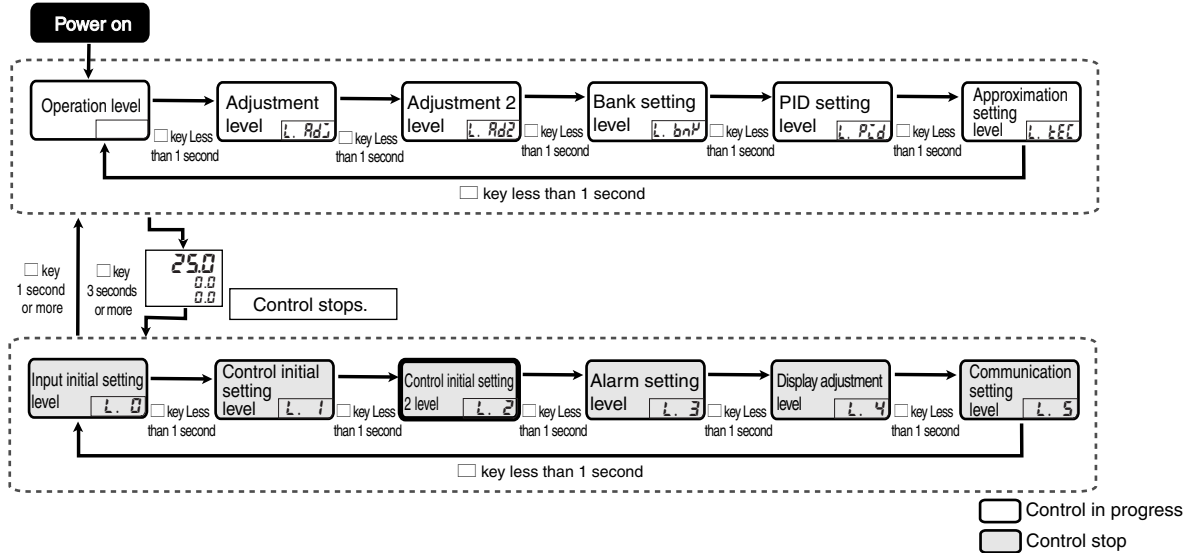 Power on
Operation level
Adjustment
level
L. Adj
Adjustment 2
level
L. Ad2
Bank setting
level
L. bnK
PID setting
level
L. Pid
Approximation
setting
level
L. tEC
key Less
than 1 second
key Less
than 1 second
key Less
than 1 second
key Less
than 1 second
key Less
than 1 second
key less than 1 second
key
1 second
or more
key
3 seconds
or more
25.0
0.0
0.0
Control stops.
Input initial setting
level
L. 0
Control initial
setting
level
L. 1
Control initial setting
2 level
L. 2
Alarm setting
level
L. 3
Display adjustment
level
L. 4
Communication
setting
level
L. 5
key Less
than 1 second
key Less
than 1 second
key Less
than 1 second
key Less
than 1 second
key Less
than 1 second
key less than 1 second
Control in progress
Control stop